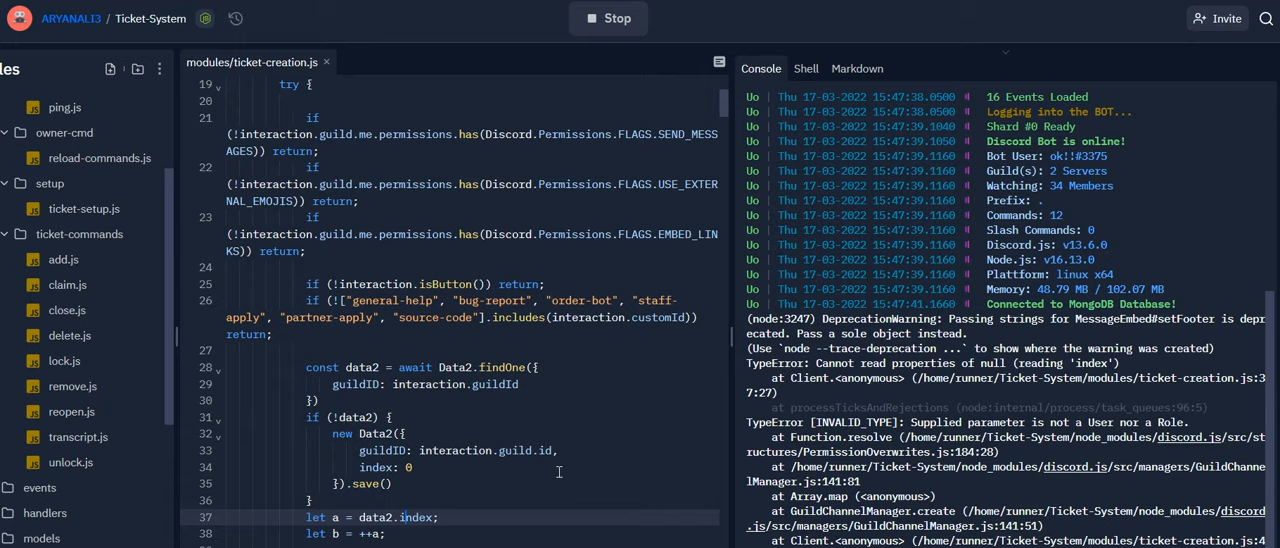 ARYANALI3 / Ticket-System
Stop
Invite
les
ping.js
owner-cmd
reload-commands.js
setup
ticket-setup.js
ticket-commands
add.js
claim.js
close.js
delete.js
lock.js
remove.js
reopen.js
transcript.js
unlock.js
events
handlers
models
modules/ticket-creation.js ×
19 try {
20
21 if
(!interaction.guild.me.permissions.has(Discord.Permissions.FLAGS.SEND_MESS
AGES)) return;
22 if
(!interaction.guild.me.permissions.has(Discord.Permissions.FLAGS.USE_EXTER
NAL_EMOJIS)) return;
23 if
(!interaction.guild.me.permissions.has(Discord.Permissions.FLAGS.EMBED_LIN
KS)) return;
24
25 if (!interaction.isButton()) return;
26 if (!["general-help", "bug-report", "order-bot", "staff-
apply", "partner-apply", "source-code"].includes(interaction.customId))
return;
27
28 const data2 = await Data2.findOne({
29 guildID: interaction.guildId
30 })
31 if (!data2) {
32 new Data2({
33 guildID: interaction.guild.id,
34 index: 0
35 }).save()
36 }
37 let a = data2.index;
38 let b = ++a;
Console Shell Markdown
Uo | Thu 17-03-2022 15:47:38.0500 16 Events Loaded
Uo | Thu 17-03-2022 15:47:38.0500 Logging into the BOT...
Uo | Thu 17-03-2022 15:47:39.1040 Shard #0 Ready
Uo | Thu 17-03-2022 15:47:39.1050 Discord Bot is online!
Uo | Thu 17-03-2022 15:47:39.1160 Bot User: ok!!#3375
Uo | Thu 17-03-2022 15:47:39.1160 Guild(s): 2 Servers
Uo | Thu 17-03-2022 15:47:39.1160 Watching: 34 Members
Uo | Thu 17-03-2022 15:47:39.1160 Prefix: .
Uo | Thu 17-03-2022 15:47:39.1160 Commands: 12
Uo | Thu 17-03-2022 15:47:39.1160 Slash Commands: 0
Uo | Thu 17-03-2022 15:47:39.1160 Discord.js: v13.6.0
Uo | Thu 17-03-2022 15:47:39.1160 Node.js: v16.13.0
Uo | Thu 17-03-2022 15:47:39.1160 Plattform: linux x64
Uo | Thu 17-03-2022 15:47:39.1160 Memory: 48.79 MB / 102.07 MB
Uo | Thu 17-03-2022 15:47:41.1660 Connected to MongoDB Database!
(node:3247) DeprecationWarning: Passing strings for MessageEmbed#setFooter is depr
ecated. Pass a sole object instead.
(Use `node --trace-deprecation ...` to show where the warning was created)
TypeError: Cannot read properties of null (reading 'index')
at Client.<anonymous> (/home/runner/Ticket-System/modules/ticket-creation.js:3
7:27)
at processTicksAndRejections (node:internal/process/task_queues:96:5)
TypeError [INVALID_TYPE]: Supplied parameter is not a User nor a Role.
at Function.resolve (/home/runner/Ticket-System/node_modules/discord.js/src/st
ructures/PermissionOverwrites.js:184:28)
at /home/runner/Ticket-System/node_modules/discord.js/src/managers/GuildChanne
lManager.js:141:81
at Array.map (<anonymous>)
at GuildChannelManager.create (/home/runner/Ticket-System/node_modules/discord
.js/src/managers/GuildChannelManager.js:141:51)
at Client.<anonymous> (/home/runner/Ticket-System/modules/ticket-creation.js:4